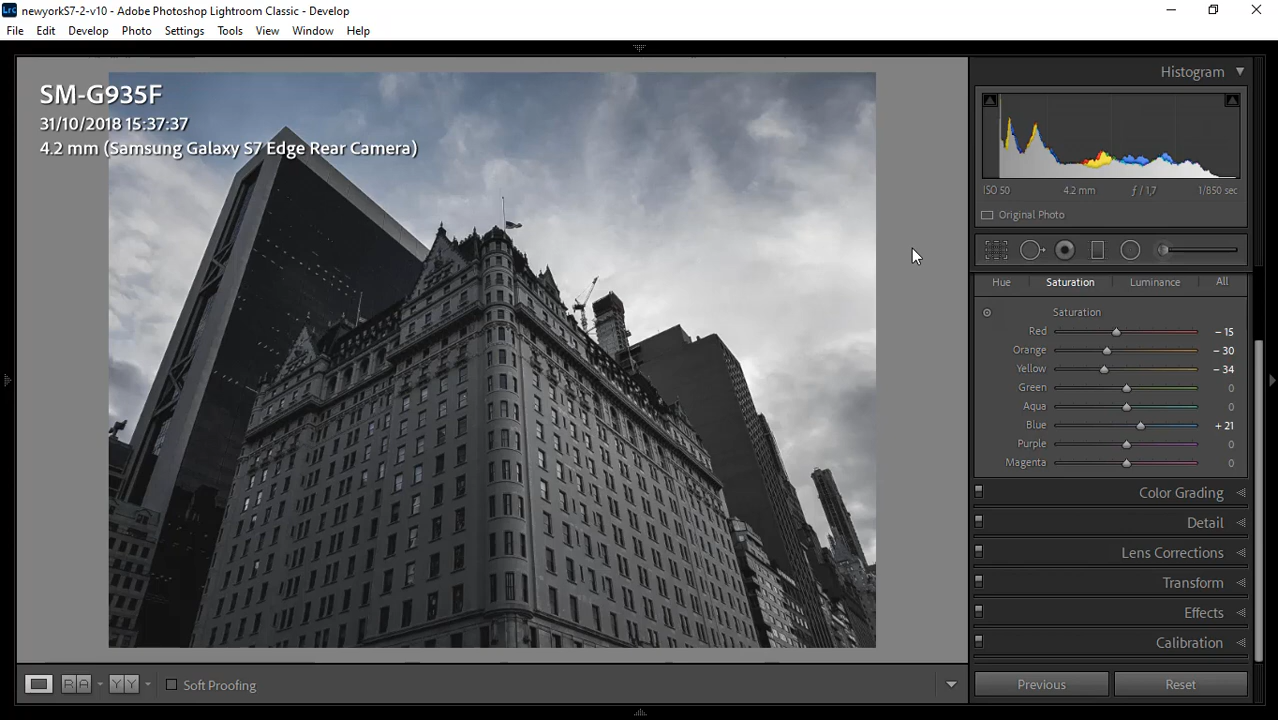 Lrc newyorkS7-2-v10 - Adobe Photoshop Lightroom Classic - Develop
File Edit Develop Photo Settings Tools View Window Help
SM-G935F
31/10/2018 15:37:37
4.2 mm (Samsung Galaxy S7 Edge Rear Camera)
Histogram
ISO 50 4.2 mm ƒ / 1,7 1/850 sec
Original Photo
Hue Saturation Luminance All
Saturation
Red – 15
Orange – 30
Yellow – 34
Green 0
Aqua 0
Blue + 21
Purple 0
Magenta 0
Color Grading
Detail
Lens Corrections
Transform
Effects
Calibration
R A Y Y Soft Proofing
Previous Reset